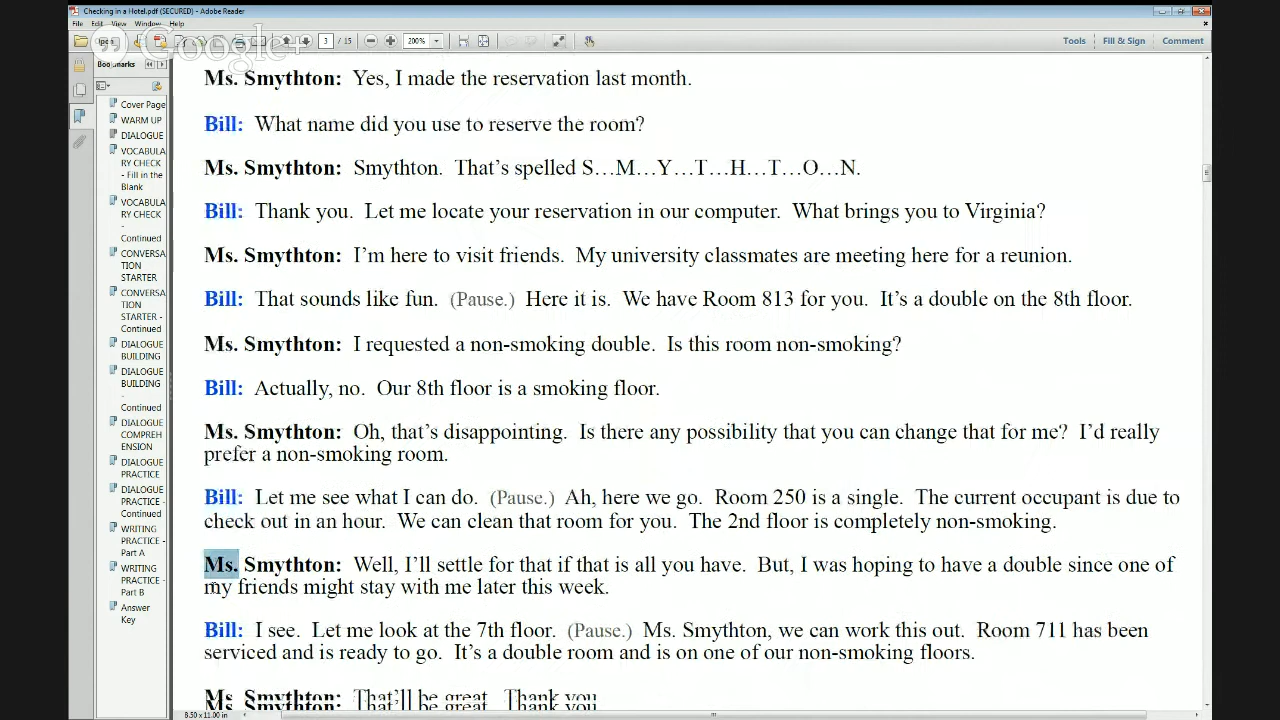 Checking in a Hotel.pdf (SECURED) - Adobe Reader
File Edit View Window Help
Google+
Open
3 / 15
200%
Tools
Fill & Sign
Comment
Bookmarks
Cover Page
WARM UP
DIALOGUE
VOCABULA
RY CHECK
- Fill in the
Blank
VOCABULA
RY CHECK
-
Continued
CONVERSA
TION
STARTER
CONVERSA
TION
STARTER -
Continued
DIALOGUE
BUILDING
DIALOGUE
BUILDING
-
Continued
DIALOGUE
COMPREH
ENSION
DIALOGUE
PRACTICE
DIALOGUE
PRACTICE -
Continued
WRITING
PRACTICE -
Part A
WRITING
PRACTICE -
Part B
Answer
Key
Ms. Smythton: Yes, I made the reservation last month.
Bill: What name did you use to reserve the room?
Ms. Smythton: Smythton. That's spelled S…M…Y…T…H…T…O…N.
Bill: Thank you. Let me locate your reservation in our computer. What brings you to Virginia?
Ms. Smythton: I'm here to visit friends. My university classmates are meeting here for a reunion.
Bill: That sounds like fun. (Pause.) Here it is. We have Room 813 for you. It's a double on the 8th floor.
Ms. Smythton: I requested a non-smoking double. Is this room non-smoking?
Bill: Actually, no. Our 8th floor is a smoking floor.
Ms. Smythton: Oh, that's disappointing. Is there any possibility that you can change that for me? I'd really
prefer a non-smoking room.
Bill: Let me see what I can do. (Pause.) Ah, here we go. Room 250 is a single. The current occupant is due to
check out in an hour. We can clean that room for you. The 2nd floor is completely non-smoking.
Ms. Smythton: Well, I'll settle for that if that is all you have. But, I was hoping to have a double since one of
my friends might stay with me later this week.
Bill: I see. Let me look at the 7th floor. (Pause.) Ms. Smythton, we can work this out. Room 711 has been
serviced and is ready to go. It's a double room and is on one of our non-smoking floors.
Ms. Smythton: That'll be great. Thank you
8.50 x 11.00 in